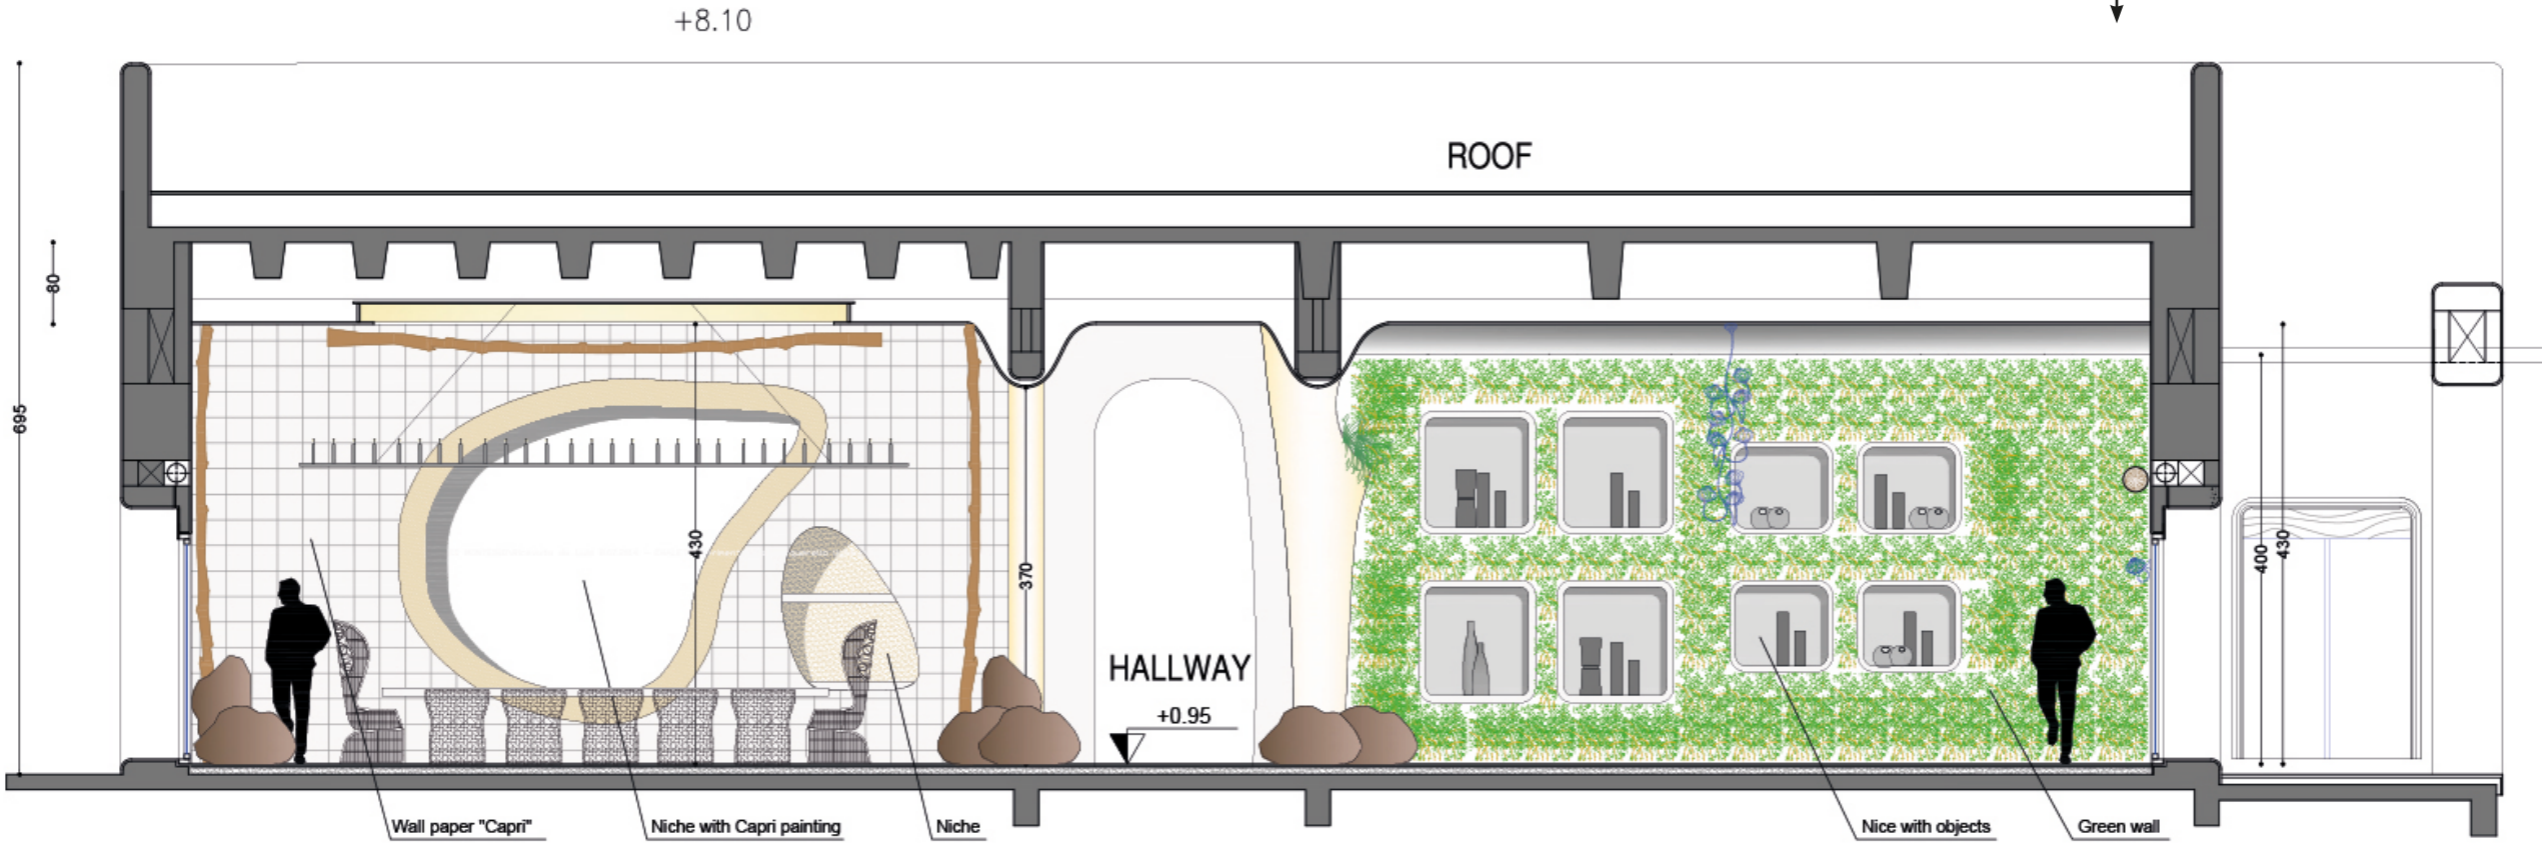 +8.10
ROOF
80
695
430
370
400
430
HALLWAY
+0.95
Wall paper "Capri"
Niche with Capri painting
Niche
Nice with objects
Green wall